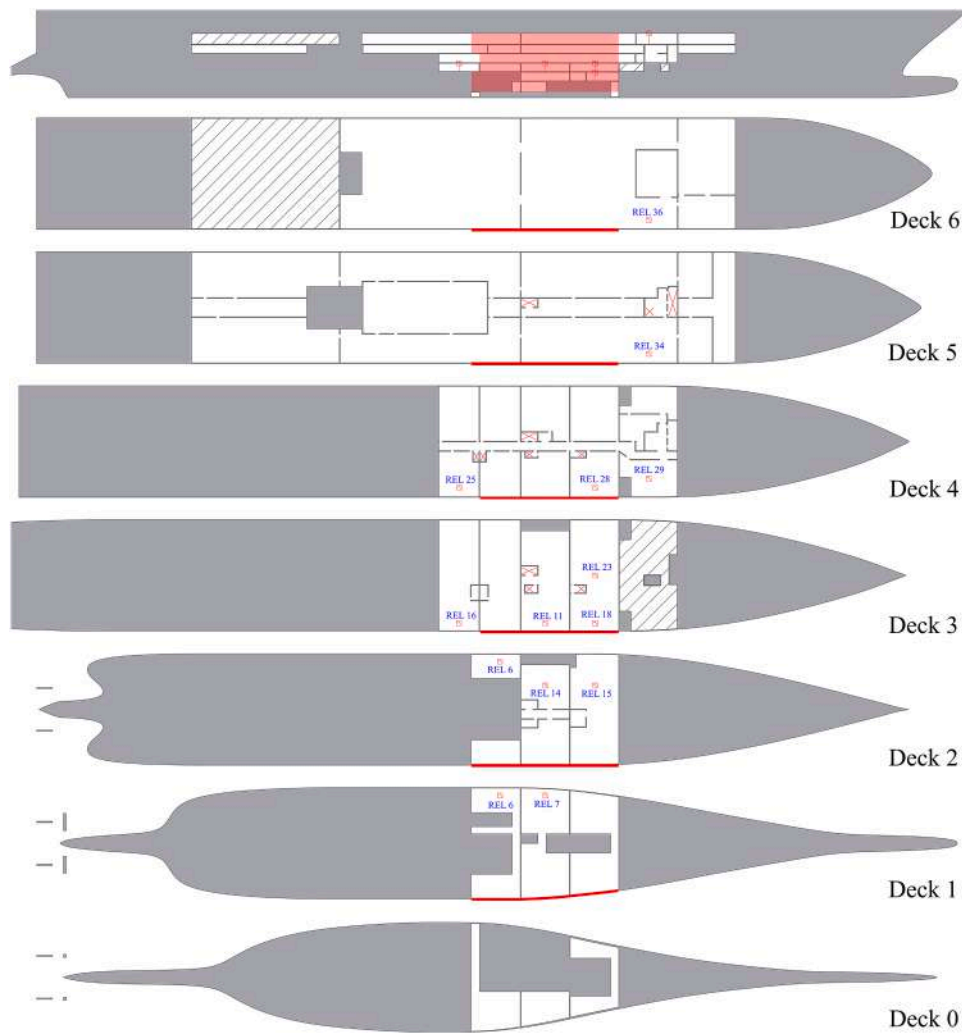 REL 36
Deck 6
REL 34
Deck 5
REL 25
REL 28
REL 29
Deck 4
REL 23
REL 16
REL 11
REL 18
Deck 3
REL 6
REL 14
REL 15
Deck 2
REL 6
REL 7
Deck 1
Deck 0